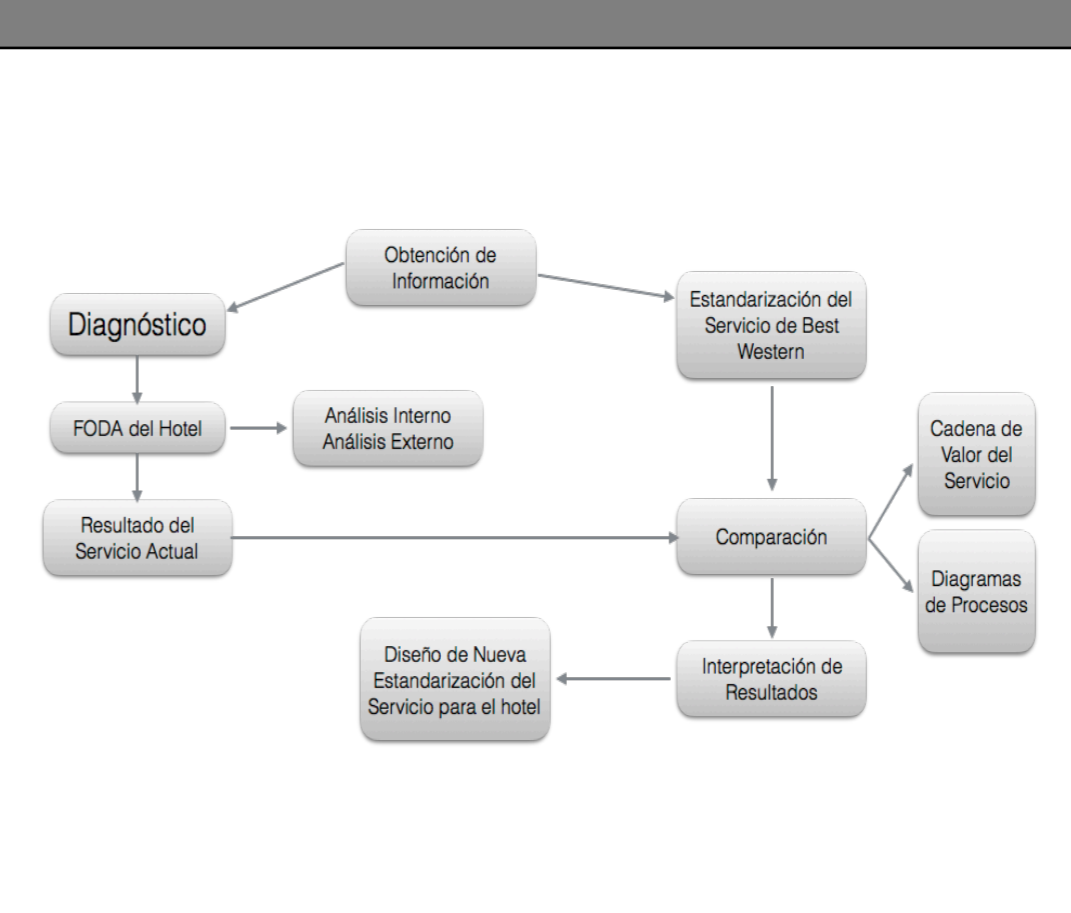 Obtención de
Información
Diagnóstico
Estandarización del
Servicio de Best
Western
FODA del Hotel
Análisis Interno
Análisis Externo
Cadena de
Valor del
Servicio
Resultado del
Servicio Actual
Comparación
Diagramas
de Procesos
Diseño de Nueva
Estandarización del
Servicio para el hotel
Interpretación de
Resultados